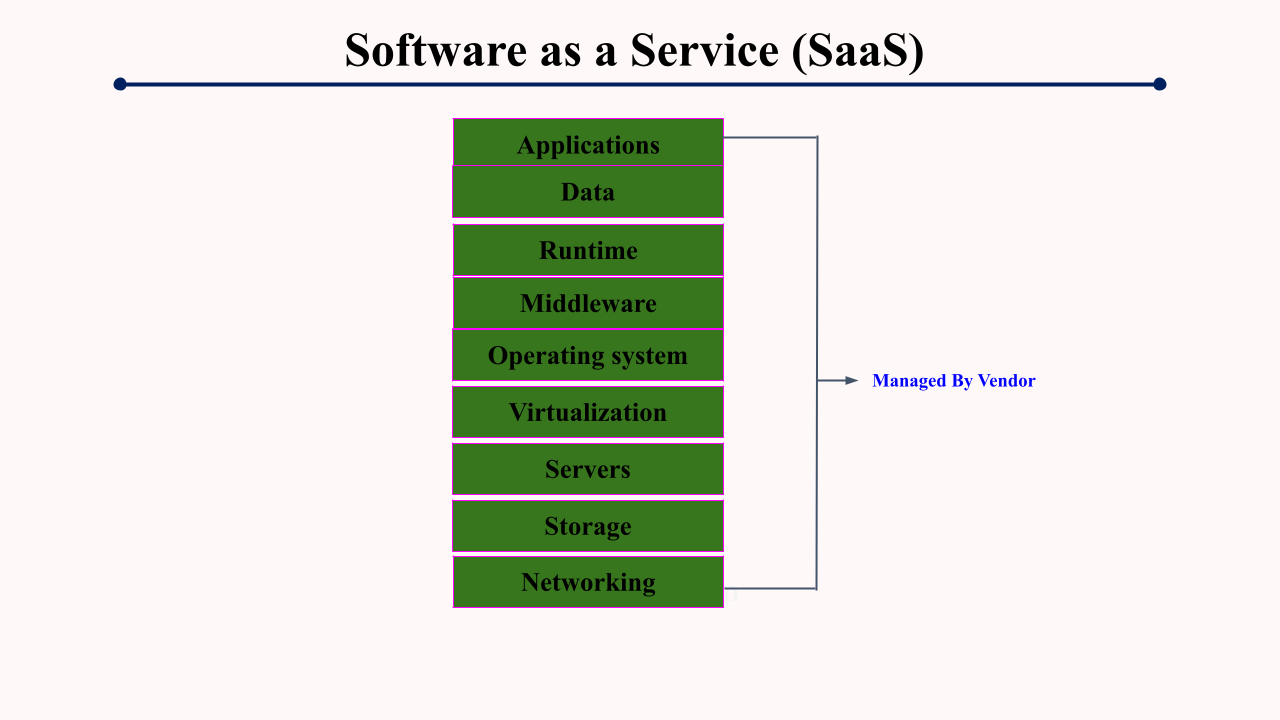 Software as a Service (SaaS)
Applications
Data
Runtime
Middleware
Operating system
Virtualization
Servers
Storage
Networking
Managed By Vendor